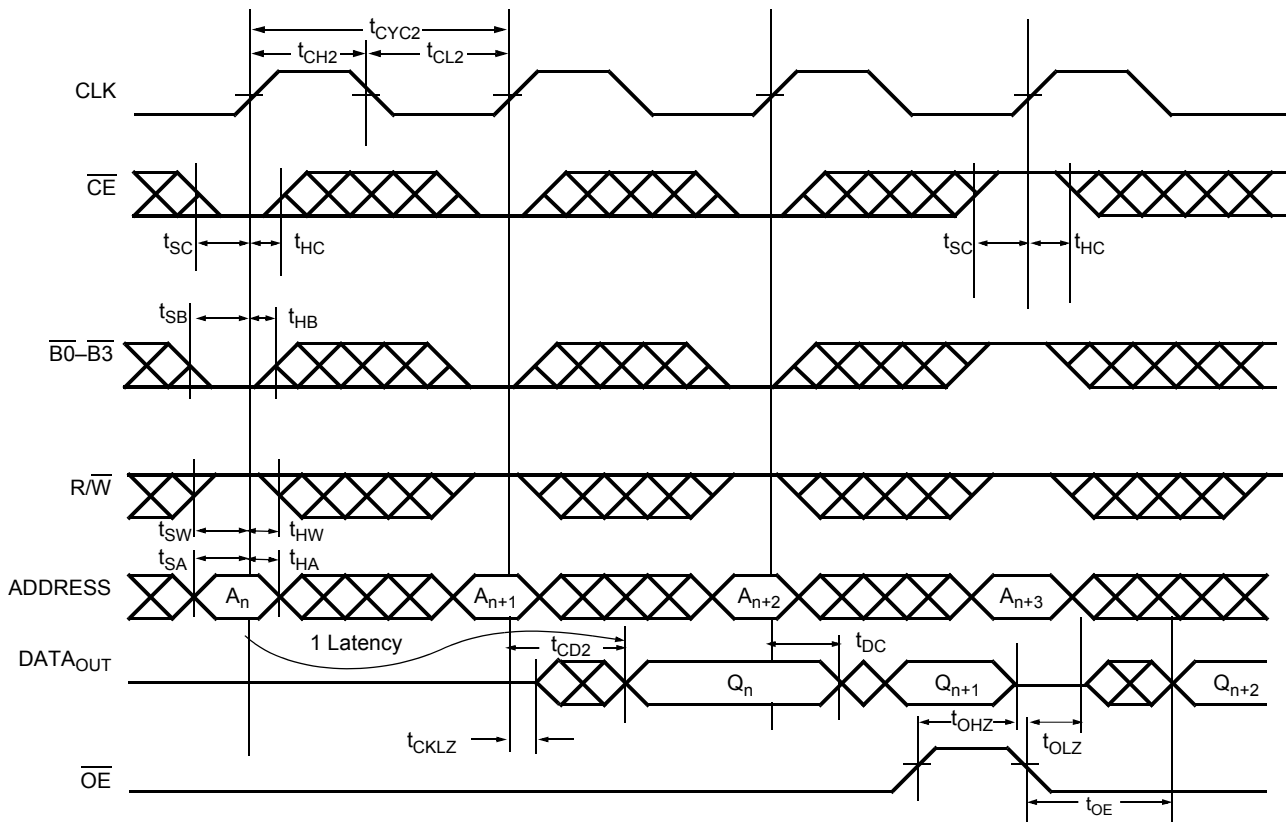 tCYC2
tCH2
tCL2
CLK
CE
tSC
tHC
tSC
tHC
tSB
tHB
B0–B3
R/W
tSW
tHW
tSA
tHA
ADDRESS
An
An+1
An+2
An+3
1 Latency
tCD2
tDC
DATAOUT
Qn
Qn+1
Qn+2
tOHZ
tOLZ
tCKLZ
OE
tOE